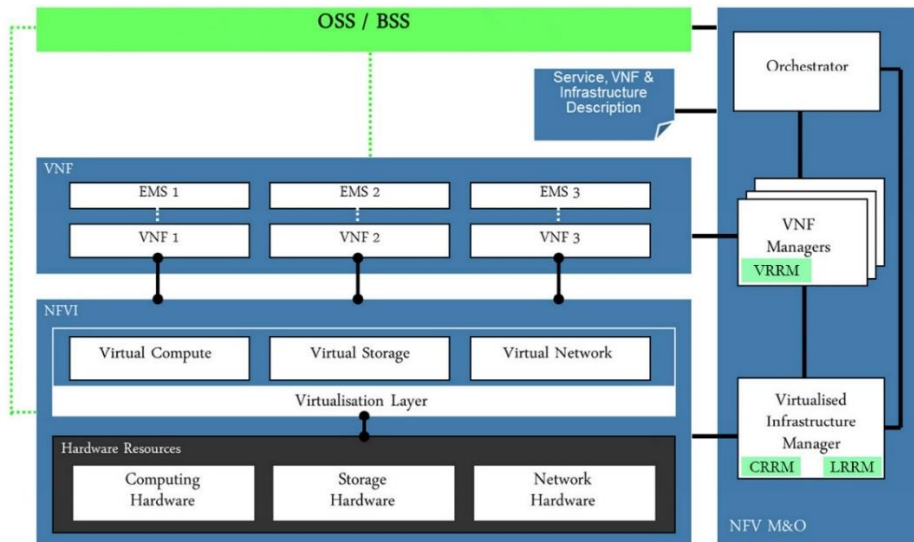 OSS / BSS
Service, VNF &
Infrastructure
Description
Orchestrator
VNF
EMS 1
EMS 2
EMS 3
VNF 1
VNF 2
VNF 3
VNF
Managers
VRRM
NFVI
Virtual Compute
Virtual Storage
Virtual Network
Virtualisation Layer
Virtualised
Infrastructure
Manager
CRRM
LRRM
Hardware Resources
Computing
Hardware
Storage
Hardware
Network
Hardware
NFV M&O